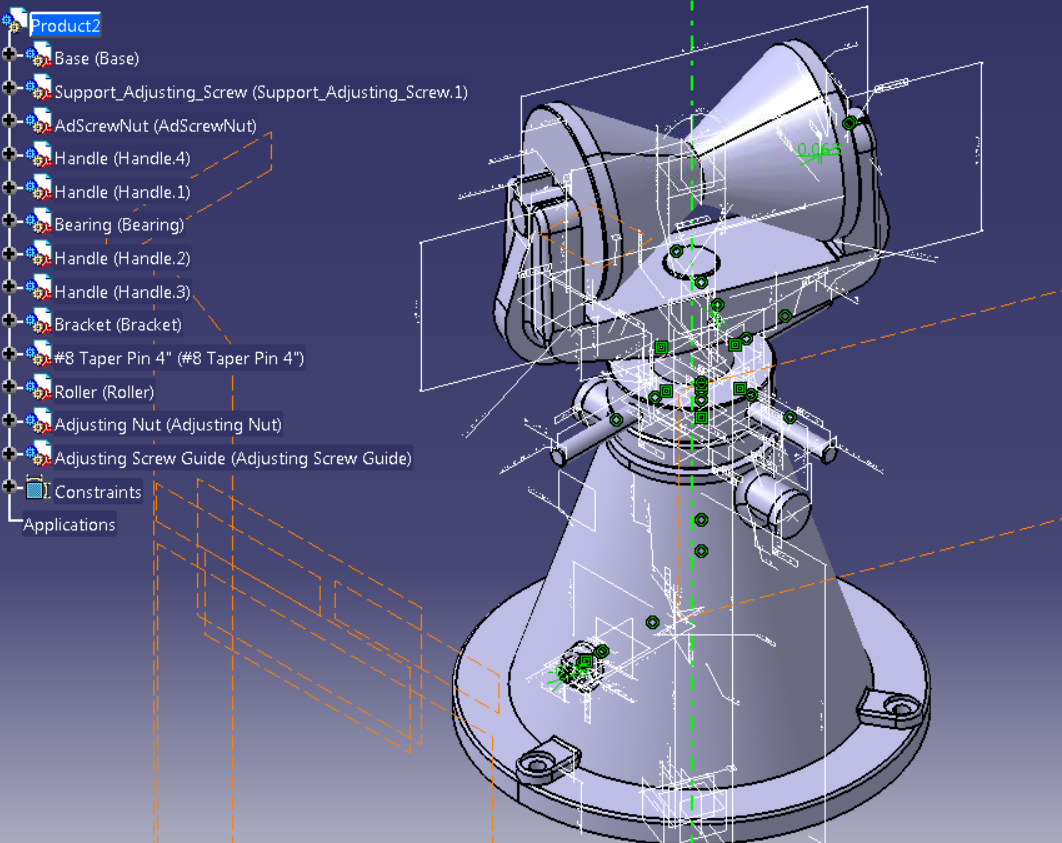 Product2
Base (Base)
Support_Adjusting_Screw (Support_Adjusting_Screw.1)
AdScrewNut (AdScrewNut)
Handle (Handle.4)
Handle (Handle.1)
Bearing (Bearing)
Handle (Handle.2)
Handle (Handle.3)
Bracket (Bracket)
#8 Taper Pin 4" (#8 Taper Pin 4")
Roller (Roller)
Adjusting Nut (Adjusting Nut)
Adjusting Screw Guide (Adjusting Screw Guide)
Constraints
Applications
0.063